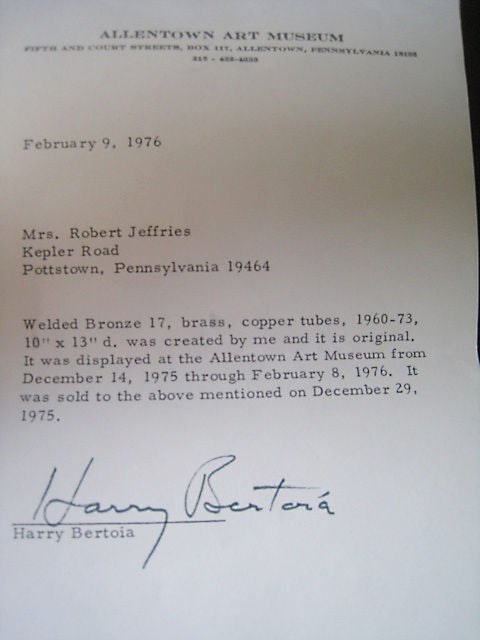 ALLENTOWN ART MUSEUM
FIFTH AND COURT STREETS, BOX 117, ALLENTOWN, PENNSYLVANIA 18105
215 - 432-4333
February 9, 1976
Mrs. Robert Jeffries
Kepler Road
Pottstown, Pennsylvania 19464
Welded Bronze 17, brass, copper tubes, 1960-73,
10" x 13" d. was created by me and it is original.
It was displayed at the Allentown Art Museum from
December 14, 1975 through February 8, 1976. It
was sold to the above mentioned on December 29,
1975.
Harry Bertoia
Harry Bertoia